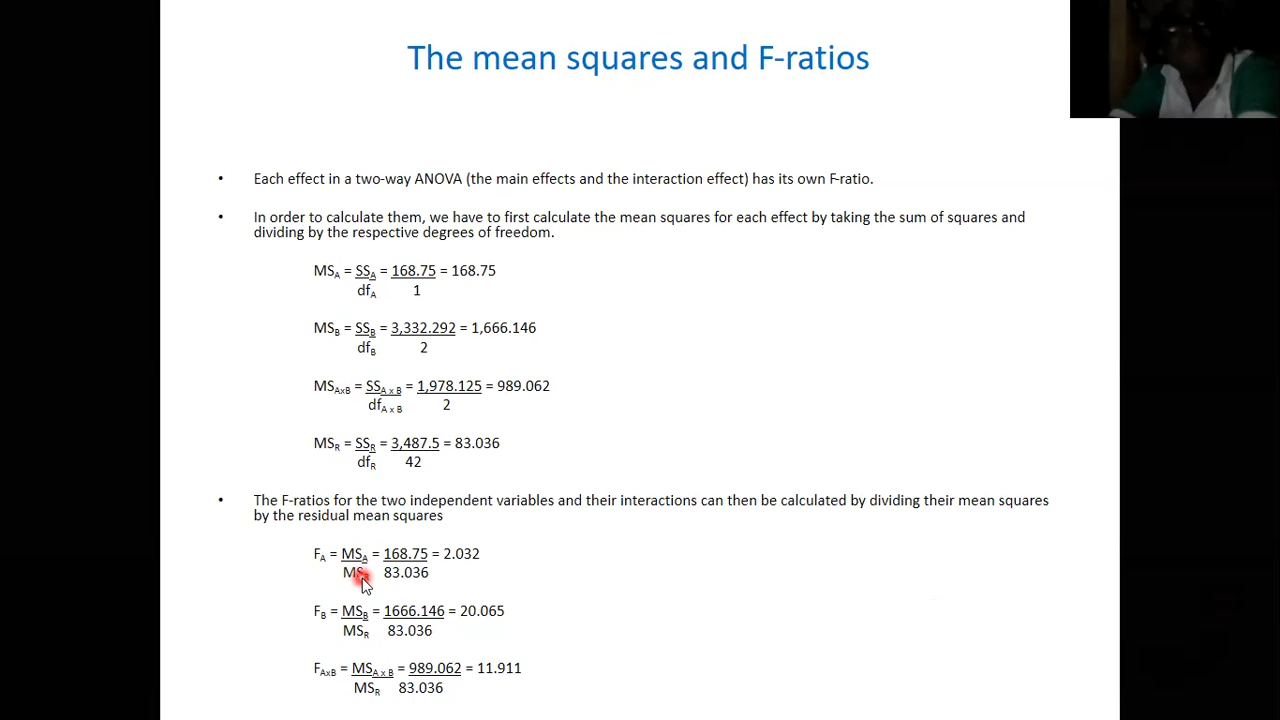 The mean squares and F-ratios
• Each effect in a two-way ANOVA (the main effects and the interaction effect) has its own F-ratio.
• In order to calculate them, we have to first calculate the mean squares for each effect by taking the sum of squares and
dividing by the respective degrees of freedom.
MSA = SSA = 168.75 = 168.75
dfA 1
MSB = SSB = 3,332.292 = 1,666.146
dfB 2
MSAxB = SSA x B = 1,978.125 = 989.062
dfA x B 2
MSR = SSR = 3,487.5 = 83.036
dfR 42
• The F-ratios for the two independent variables and their interactions can then be calculated by dividing their mean squares
by the residual mean squares
FA = MSA = 168.75 = 2.032
83.036
FB = MSB = 1666.146 = 20.065
MSR 83.036
FAxB = MSA x B = 989.062 = 11.911
MSR 83.036